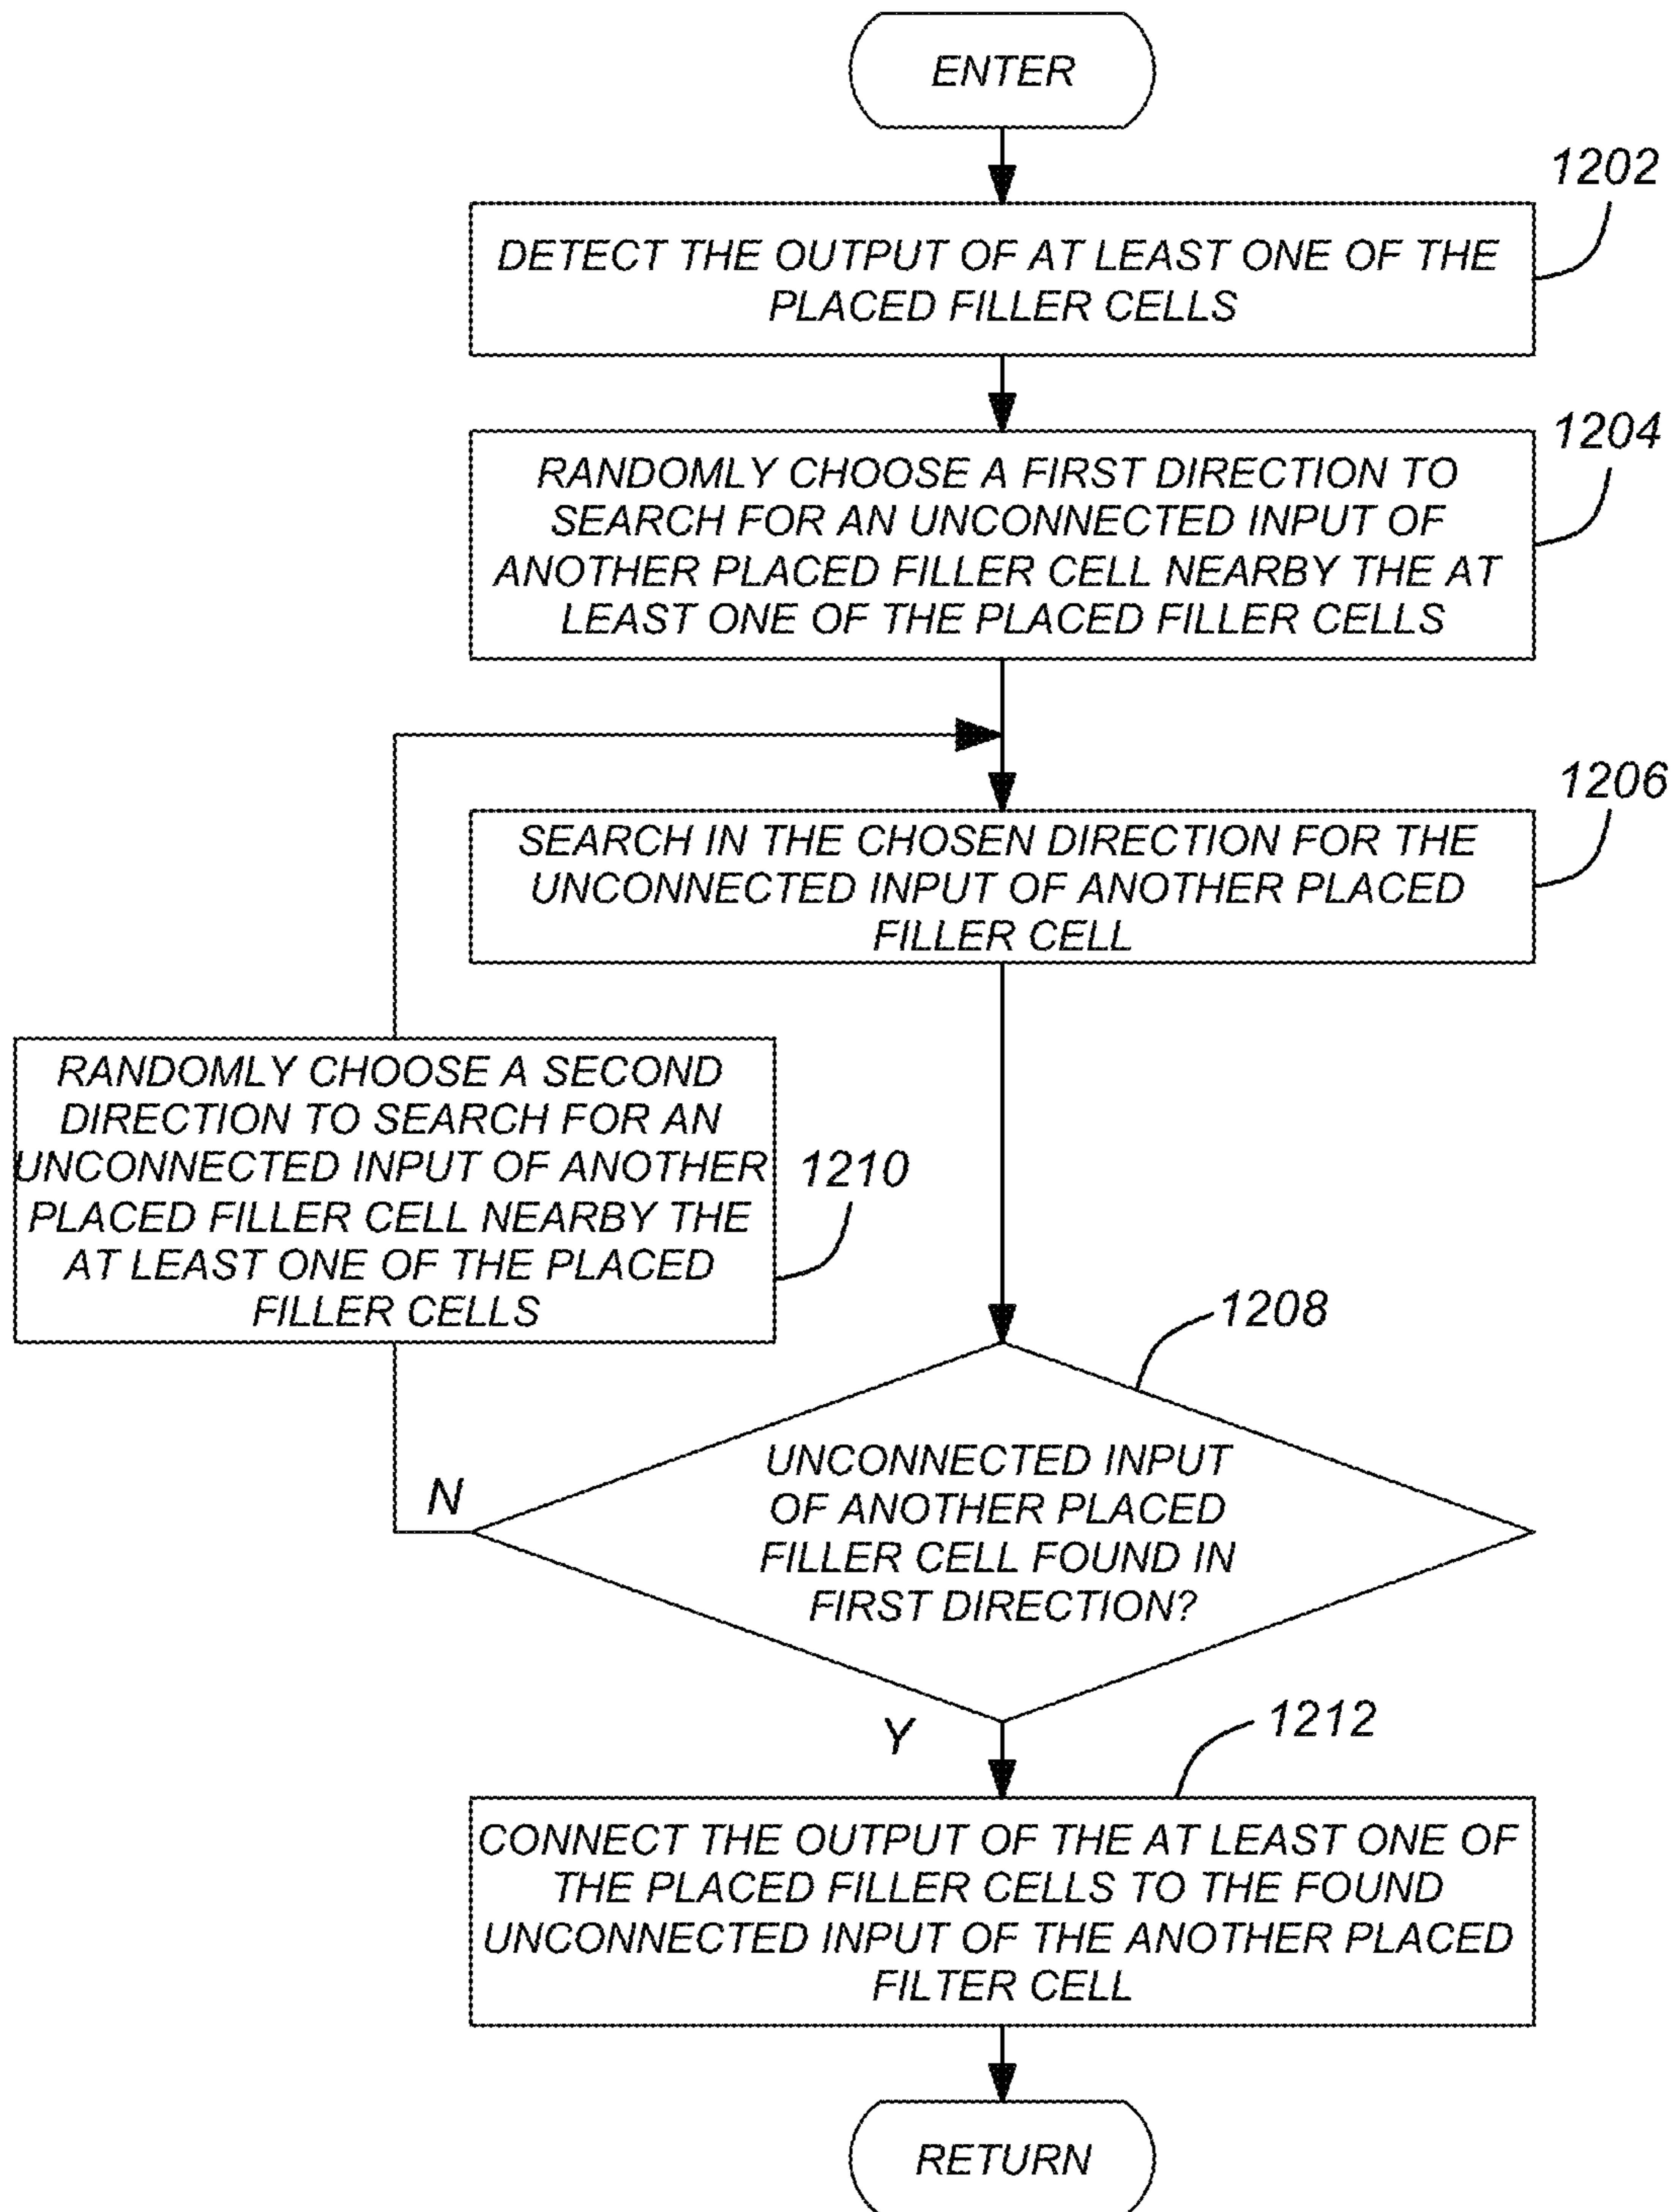 ENTER
1202
DETECT THE OUTPUT OF AT LEAST ONE OF THE
PLACED FILLER CELLS
1204
RANDOMLY CHOOSE A FIRST DIRECTION TO
SEARCH FOR AN UNCONNECTED INPUT OF
ANOTHER PLACED FILLER CELL NEARBY THE AT
LEAST ONE OF THE PLACED FILLER CELLS
1206
SEARCH IN THE CHOSEN DIRECTION FOR THE
UNCONNECTED INPUT OF ANOTHER PLACED
FILLER CELL
RANDOMLY CHOOSE A SECOND
DIRECTION TO SEARCH FOR AN
UNCONNECTED INPUT OF ANOTHER
PLACED FILLER CELL NEARBY THE
AT LEAST ONE OF THE PLACED
FILLER CELLS
1210
1208
UNCONNECTED INPUT
OF ANOTHER PLACED
FILLER CELL FOUND IN
FIRST DIRECTION?
N
Y
1212
CONNECT THE OUTPUT OF THE AT LEAST ONE OF
THE PLACED FILLER CELLS TO THE FOUND
UNCONNECTED INPUT OF THE ANOTHER PLACED
FILTER CELL
RETURN